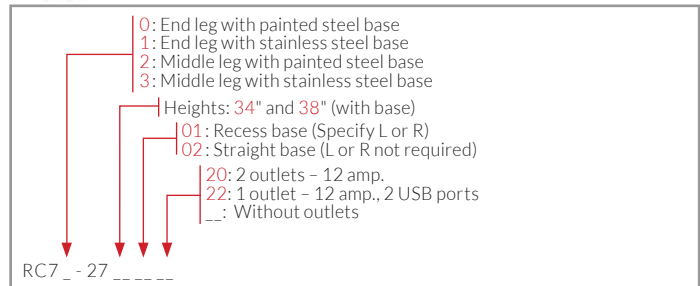 0: End leg with painted steel base
1: End leg with stainless steel base
2: Middle leg with painted steel base
3: Middle leg with stainless steel base
Heights: 34" and 38" (with base)
01: Recess base (Specify L or R)
02: Straight base (L or R not required)
20: 2 outlets – 12 amp.
22: 1 outlet – 12 amp., 2 USB ports
__: Without outlets
RC7 _ - 27 __ __ __